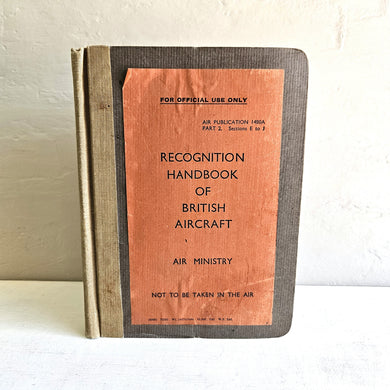 FOR OFFICIAL USE ONLY
AIR PUBLICATION 1480A
PART 2. Sections E to J
RECOGNITION
HANDBOOK
OF
BRITISH
AIRCRAFT
AIR MINISTRY
NOT TO BE TAKEN IN THE AIR